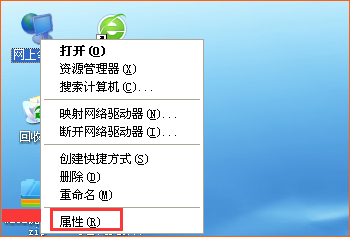 网上
打开(O)
资源管理器(X)
搜索计算机(C)...
映射网络驱动器(N)...
断开网络驱动器(I)...
回收
创建快捷方式(S)
删除(D)
重命名(M)
属性(R)
zip